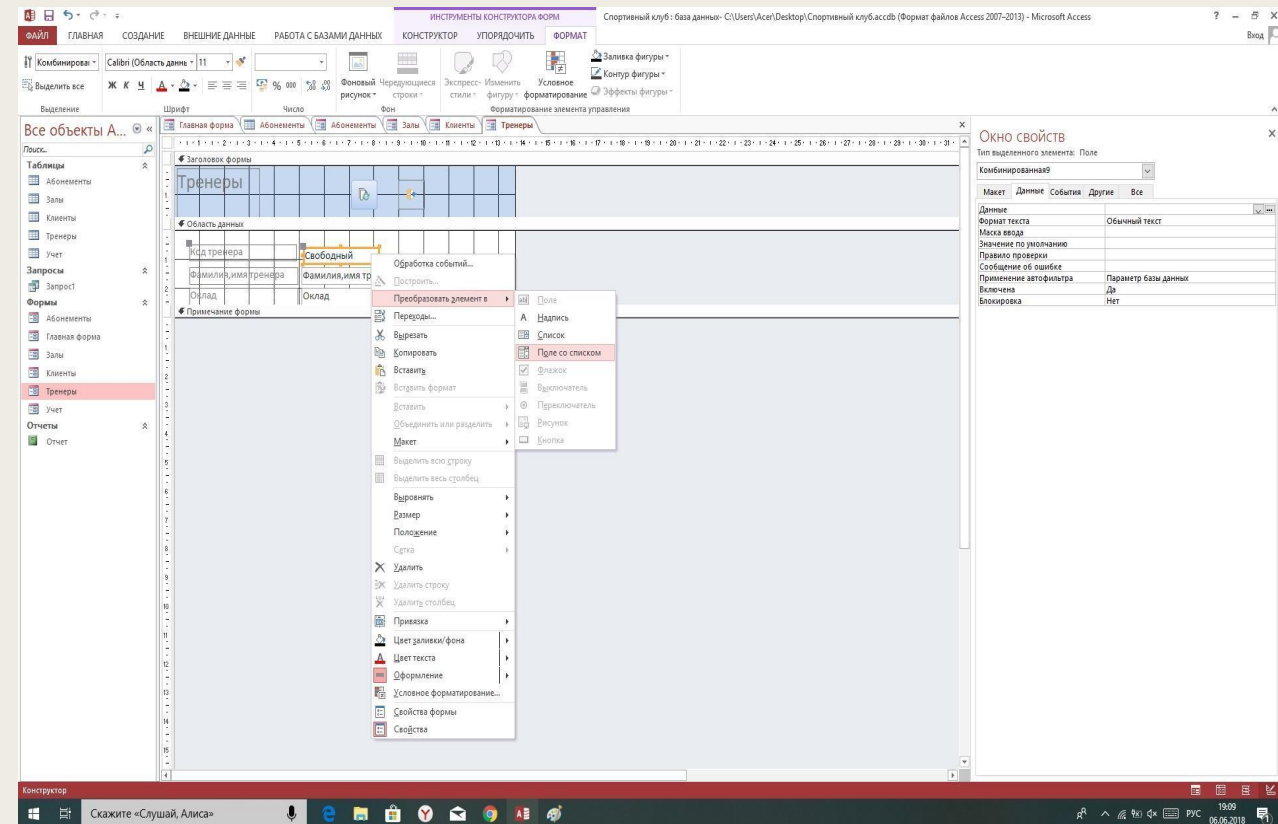 ИНСТРУМЕНТЫ КОНСТРУКТОРА ФОРМ
Спортивный клуб : база данных- C:\Users\Acer\Desktop\Спортивный клуб.accdb (Формат файлов Access 2007–2013) - Microsoft Access
ФАЙЛ ГЛАВНАЯ СОЗДАНИЕ ВНЕШНИЕ ДАННЫЕ РАБОТА С БАЗАМИ ДАННЫХ КОНСТРУКТОР УПОРЯДОЧИТЬ ФОРМАТ
Вход
Комбинирова Calibri (Область даннь 11
Выделить все Ж К Ч % 000
Фоновый рисунок
Чередующиеся строки
Экспресс-стили
Изменить фигуру
Условное форматирование
Заливка фигуры
Контур фигуры
Эффекты фигуры
Выделение Шрифт Число Фон Форматирование элемента управления
Все объекты A...
Поиск...
Таблицы
Абонементы
Залы
Клиенты
Тренеры
Учет
Запросы
Запрос1
Формы
Абонементы
Главная форма
Залы
Клиенты
Тренеры
Учет
Отчеты
Отчет
Главная форма Абонементы Абонементы Залы Клиенты Тренеры
Заголовок формы
Тренеры
Область данных
Код тренера Свободный
Фамилия,имя тренера Фамилия,имя тр
Оклад Оклад
Примечание формы
Обработка событий...
Построить...
Преобразовать элемент в
Переходы...
Вырезать
Копировать
Вставить
Вставить формат
Вставить
Объединить или разделить
Макет
Выделить всю строку
Выделить весь столбец
Выровнять
Размер
Положение
Сетка
Удалить
Удалить строку
Удалить столбец
Привязка
Цвет заливки/фона
Цвет текста
Оформление
Условное форматирование...
Свойства формы
Свойства
Поле
Надпись
Список
Поле со списком
Флажок
Выключатель
Переключатель
Рисунок
Кнопка
Окно свойств
Тип выделенного элемента: Поле
Комбинированная9
Макет Данные События Другие Все
Данные
Формат текста Обычный текст
Маска ввода
Значение по умолчанию
Правило проверки
Сообщение об ошибке
Применение автофильтра Параметр базы данных
Включена Да
Блокировка Нет
Конструктор
Скажите «Слушай, Алиса»
РУС
19:09
06.06.2018